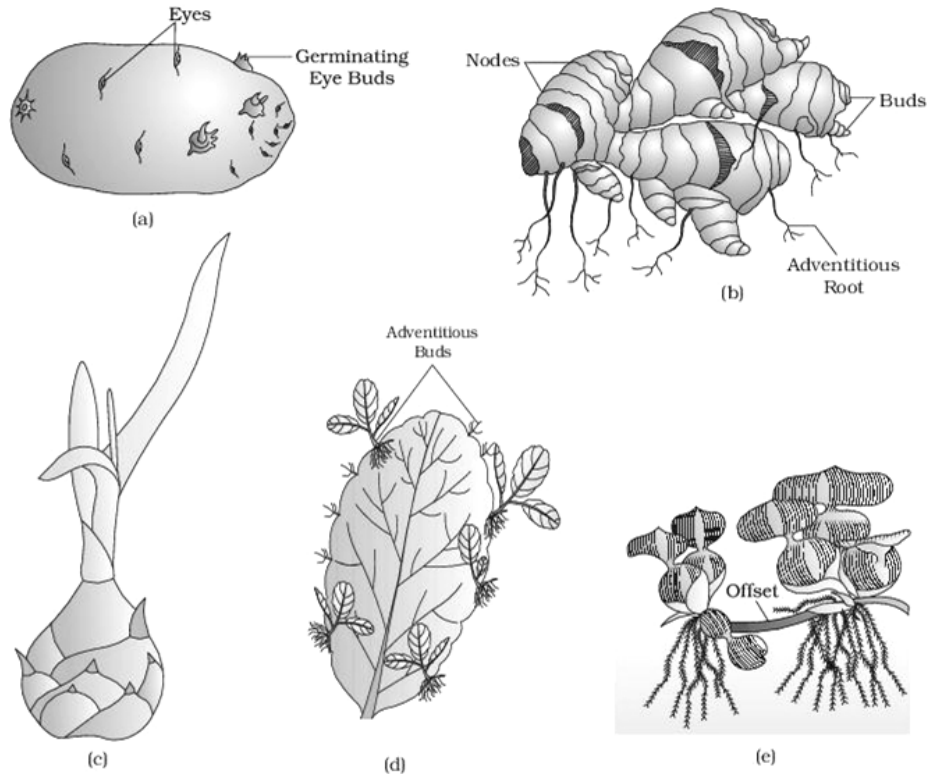 Eyes
Germinating
Eye Buds
(a)
Nodes
Buds
Adventitious
Root
(b)
(c)
Adventitious
Buds
(d)
Offset
(e)